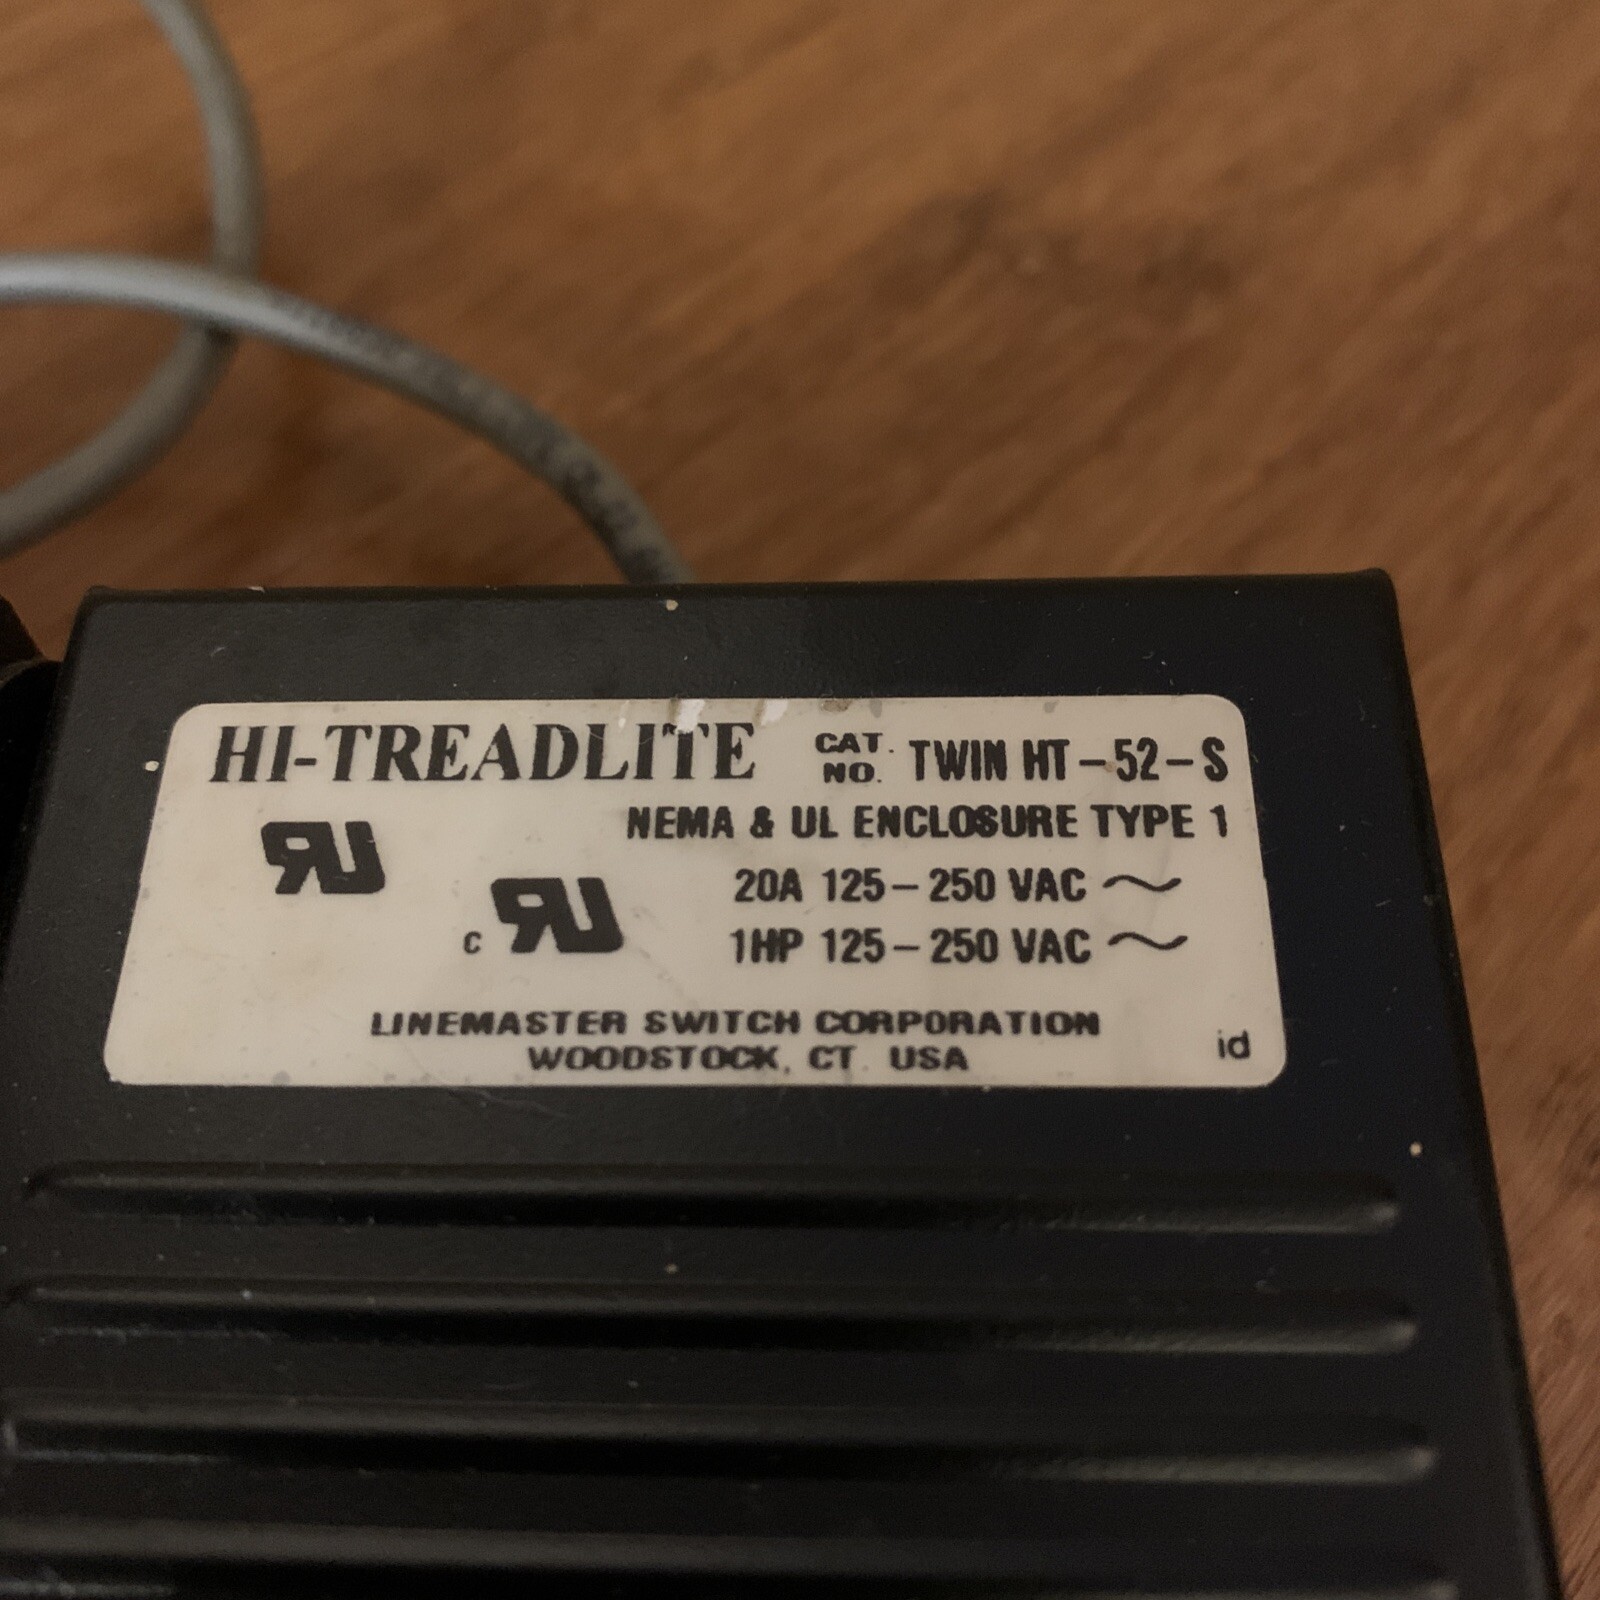 HI-TREADLITE CAT. NO. TWIN HT-52-S
NEMA & UL ENCLOSURE TYPE 1
20A 125-250 VAC ~
c
1HP 125-250 VAC ~
LINEMASTER SWITCH CORPORATION
WOODSTOCK, CT. USA
id